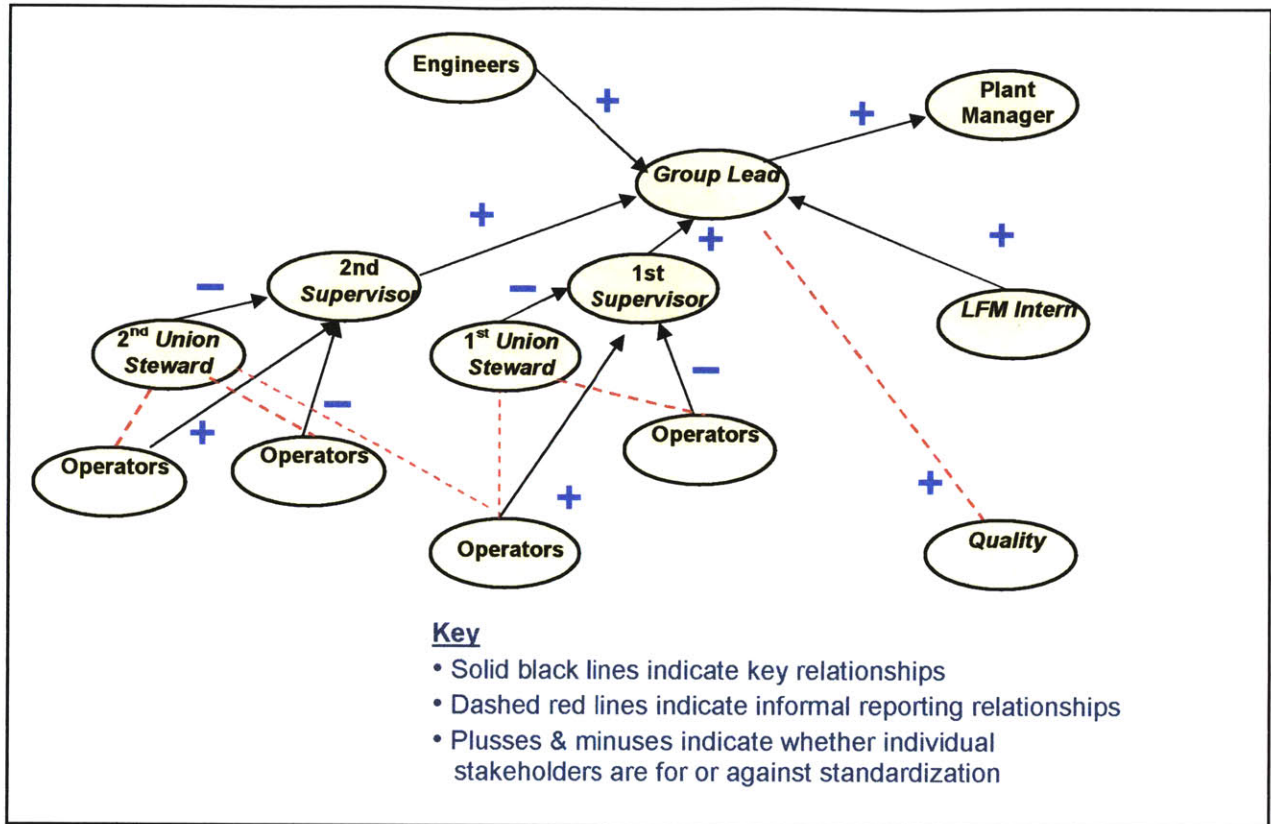 Engineers
+
+
Plant
Manager
Group Lead
+
+
+
2nd
Supervisor
1st
Supervisor
−
−
LFM Intern
2nd Union
Steward
1st Union
Steward
−
−
+
Operators
Operators
Operators
+
+
Operators
Quality
Key
• Solid black lines indicate key relationships
• Dashed red lines indicate informal reporting relationships
• Plusses & minuses indicate whether individual
stakeholders are for or against standardization